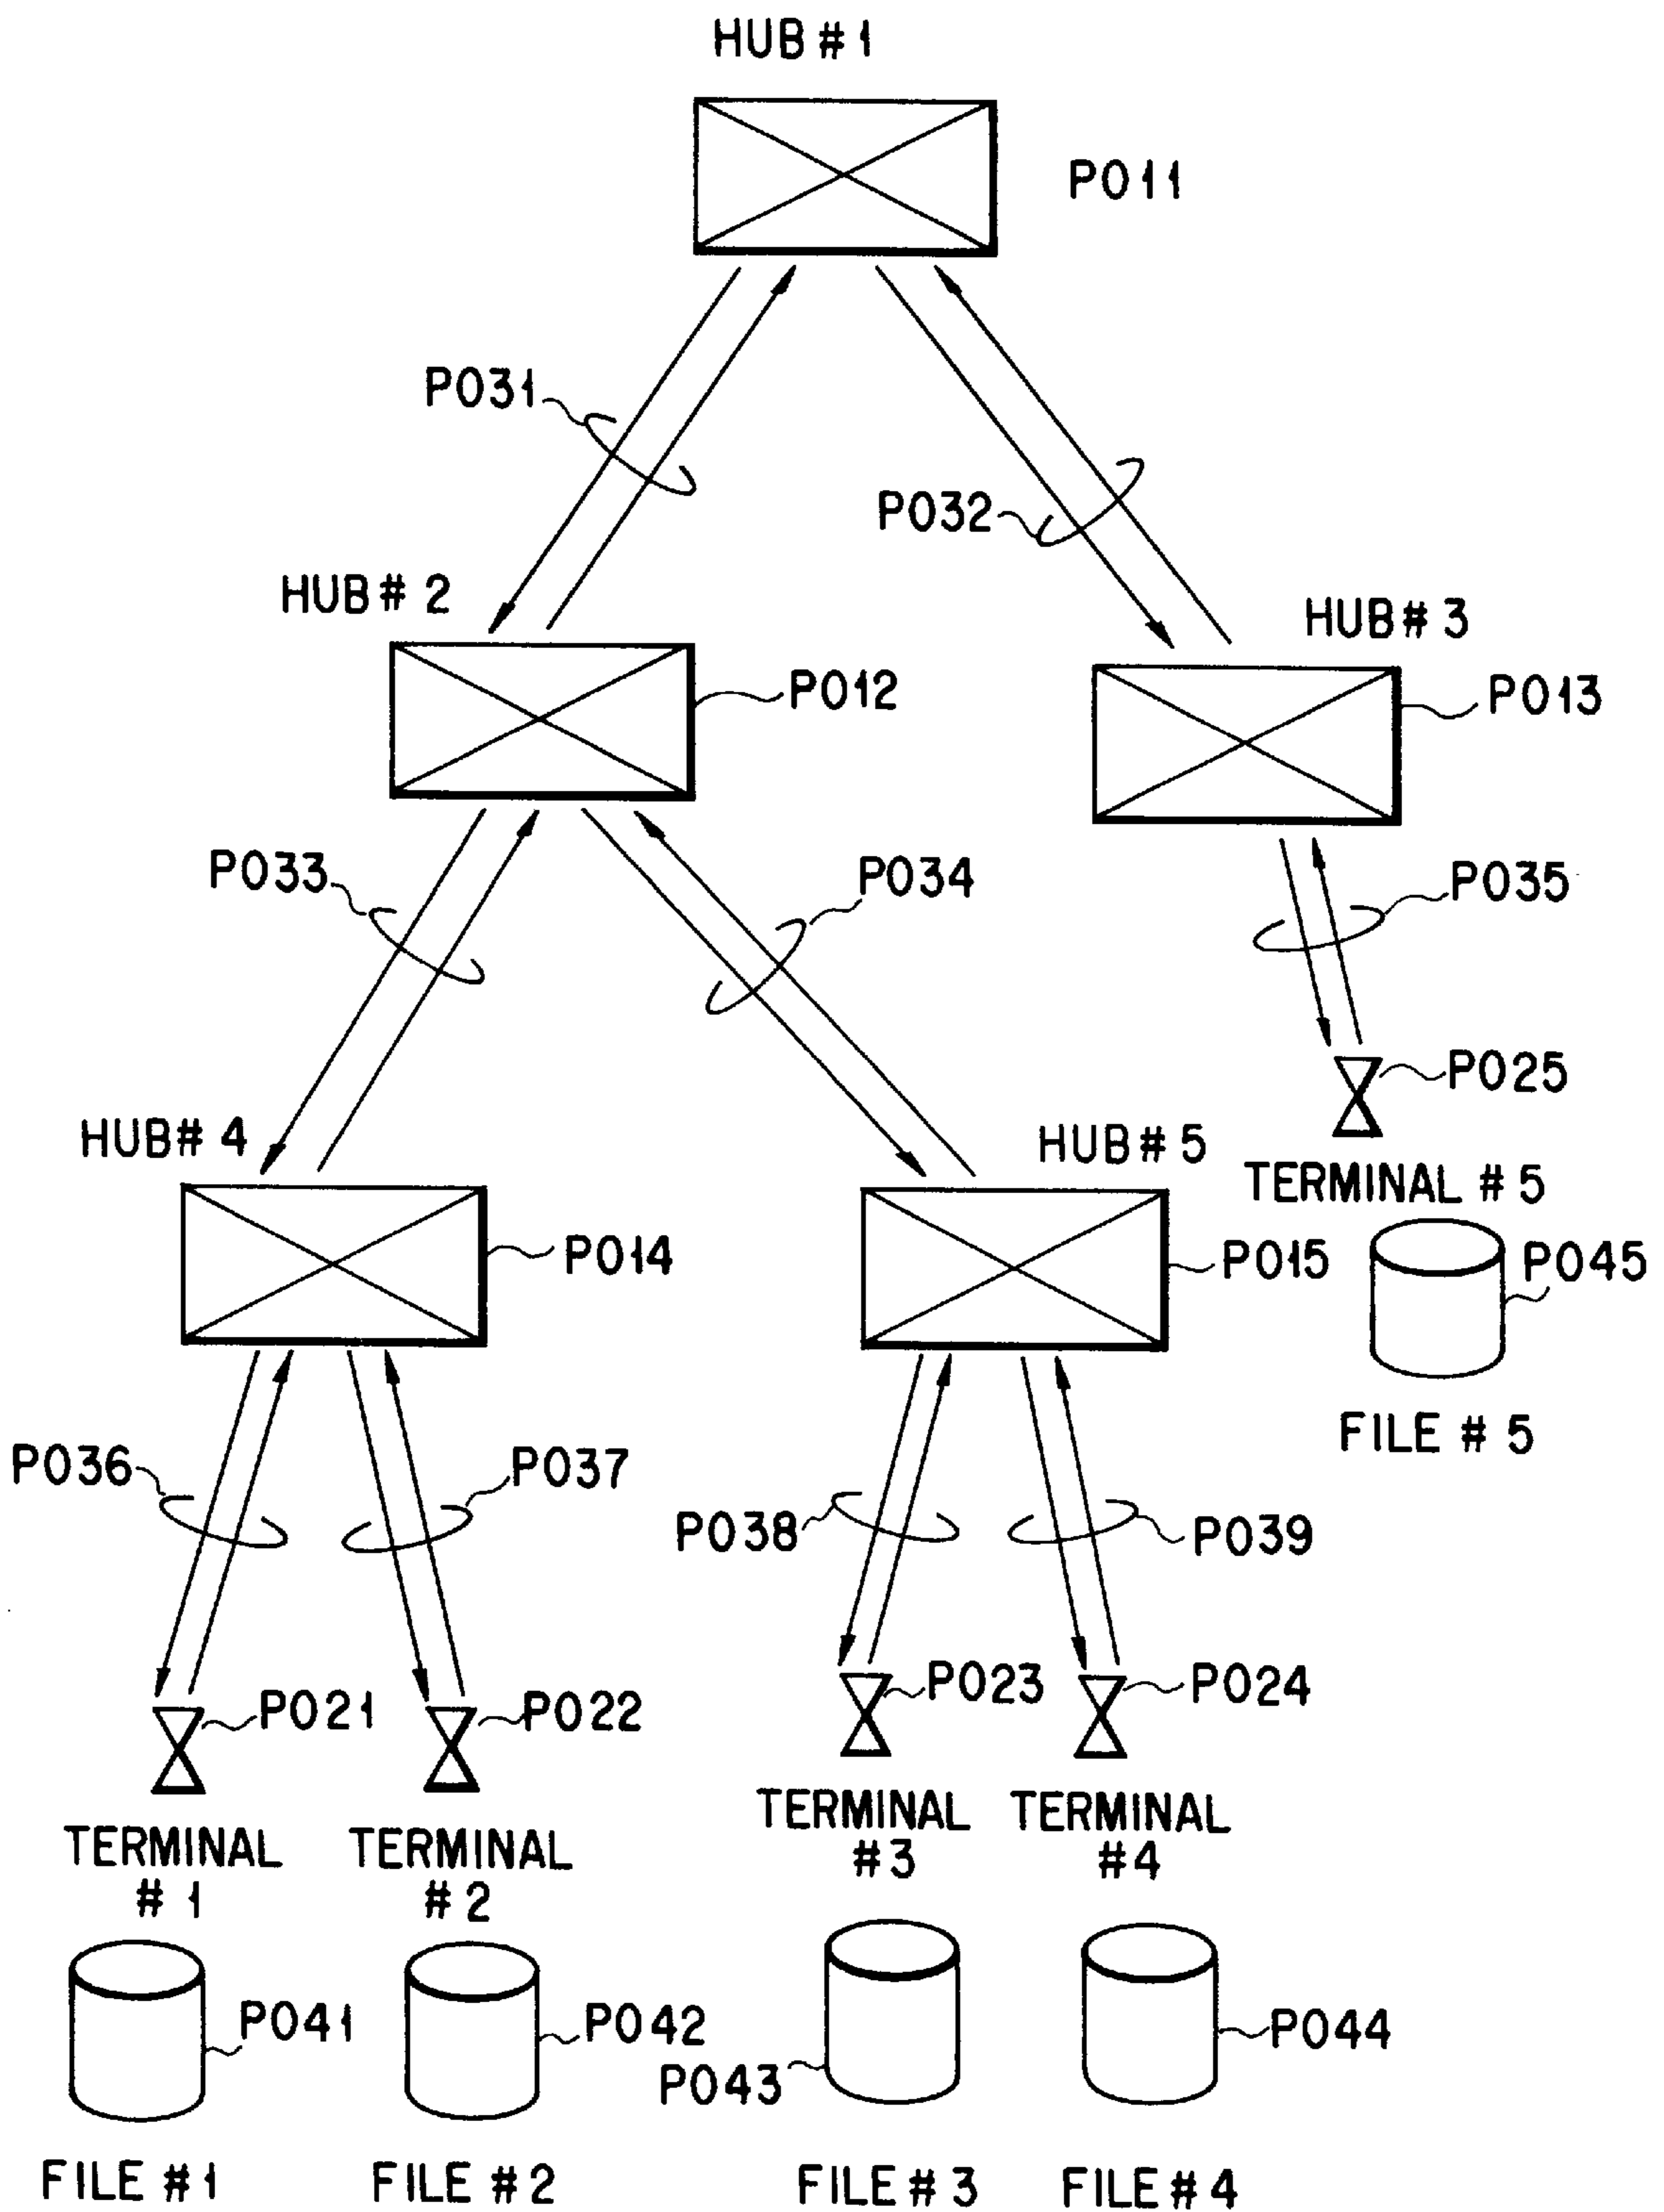 HUB # 1
P011
P031
P032
HUB # 2
HUB # 3
P012
P013
P033
P034
P035
P025
HUB # 4
HUB # 5
TERMINAL # 5
P014
P015
P045
FILE # 5
P036
P037
P038
P039
P021
P022
P023
P024
TERMINAL
# 1
TERMINAL
# 2
TERMINAL
# 3
TERMINAL
# 4
P041
P042
P043
P044
FILE # 1
FILE # 2
FILE # 3
FILE # 4